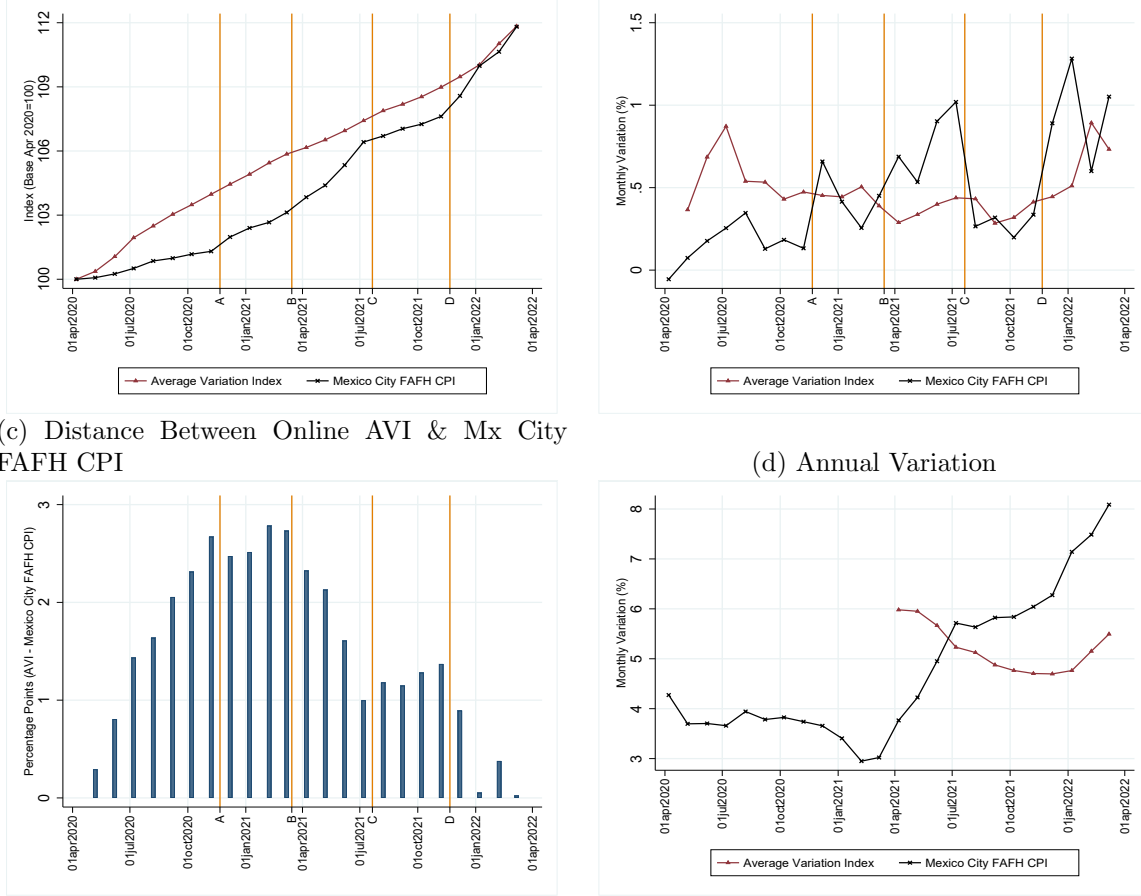 112
109
106
103
100
Index (Base Apr 2020=100)
01apr2020
01jul2020
01oct2020
A
01jan2021
B
01apr2021
01jul2021
C
D
01jan2022
01apr2022
Average Variation Index
Mexico City FAFH CPI
1.5
1
.5
0
Monthly Variation (%)
01apr2020
01jul2020
01oct2020
A
01jan2021
B
01apr2021
01jul2021
C
01oct2021
D
01jan2022
01apr2022
Average Variation Index
Mexico City FAFH CPI
(c) Distance Between Online AVI & Mx City
FAFH CPI
3
2
1
0
Percentage Points (AVI - Mexico City FAFH CPI)
01apr2020
01jul2020
01oct2020
A
01jan2021
B
01apr2021
01jul2021
C
01oct2021
D
01jan2022
01apr2022
(d) Annual Variation
8
7
6
5
4
3
Monthly Variation (%)
01apr2020
01jul2020
01oct2020
01jan2021
01apr2021
01jul2021
01oct2021
01jan2022
01apr2022
Average Variation Index
Mexico City FAFH CPI